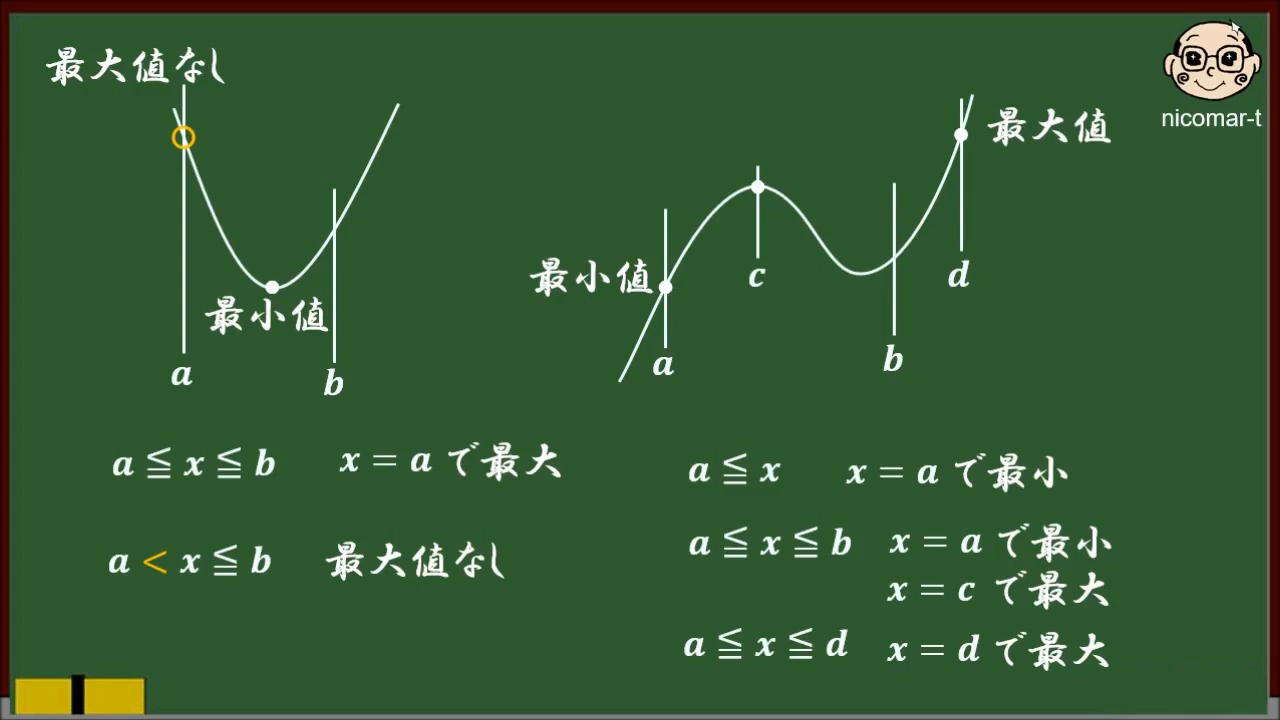 最大値なし
最小値
a
b
nicomar-t
最大値
最小値
c
d
a
b
a ≦ x ≦ b x = a で最大
a < x ≦ b 最大値なし
a ≦ x x = a で最小
a ≦ x ≦ b x = a で最小
x = c で最大
a ≦ x ≦ d x = d で最大